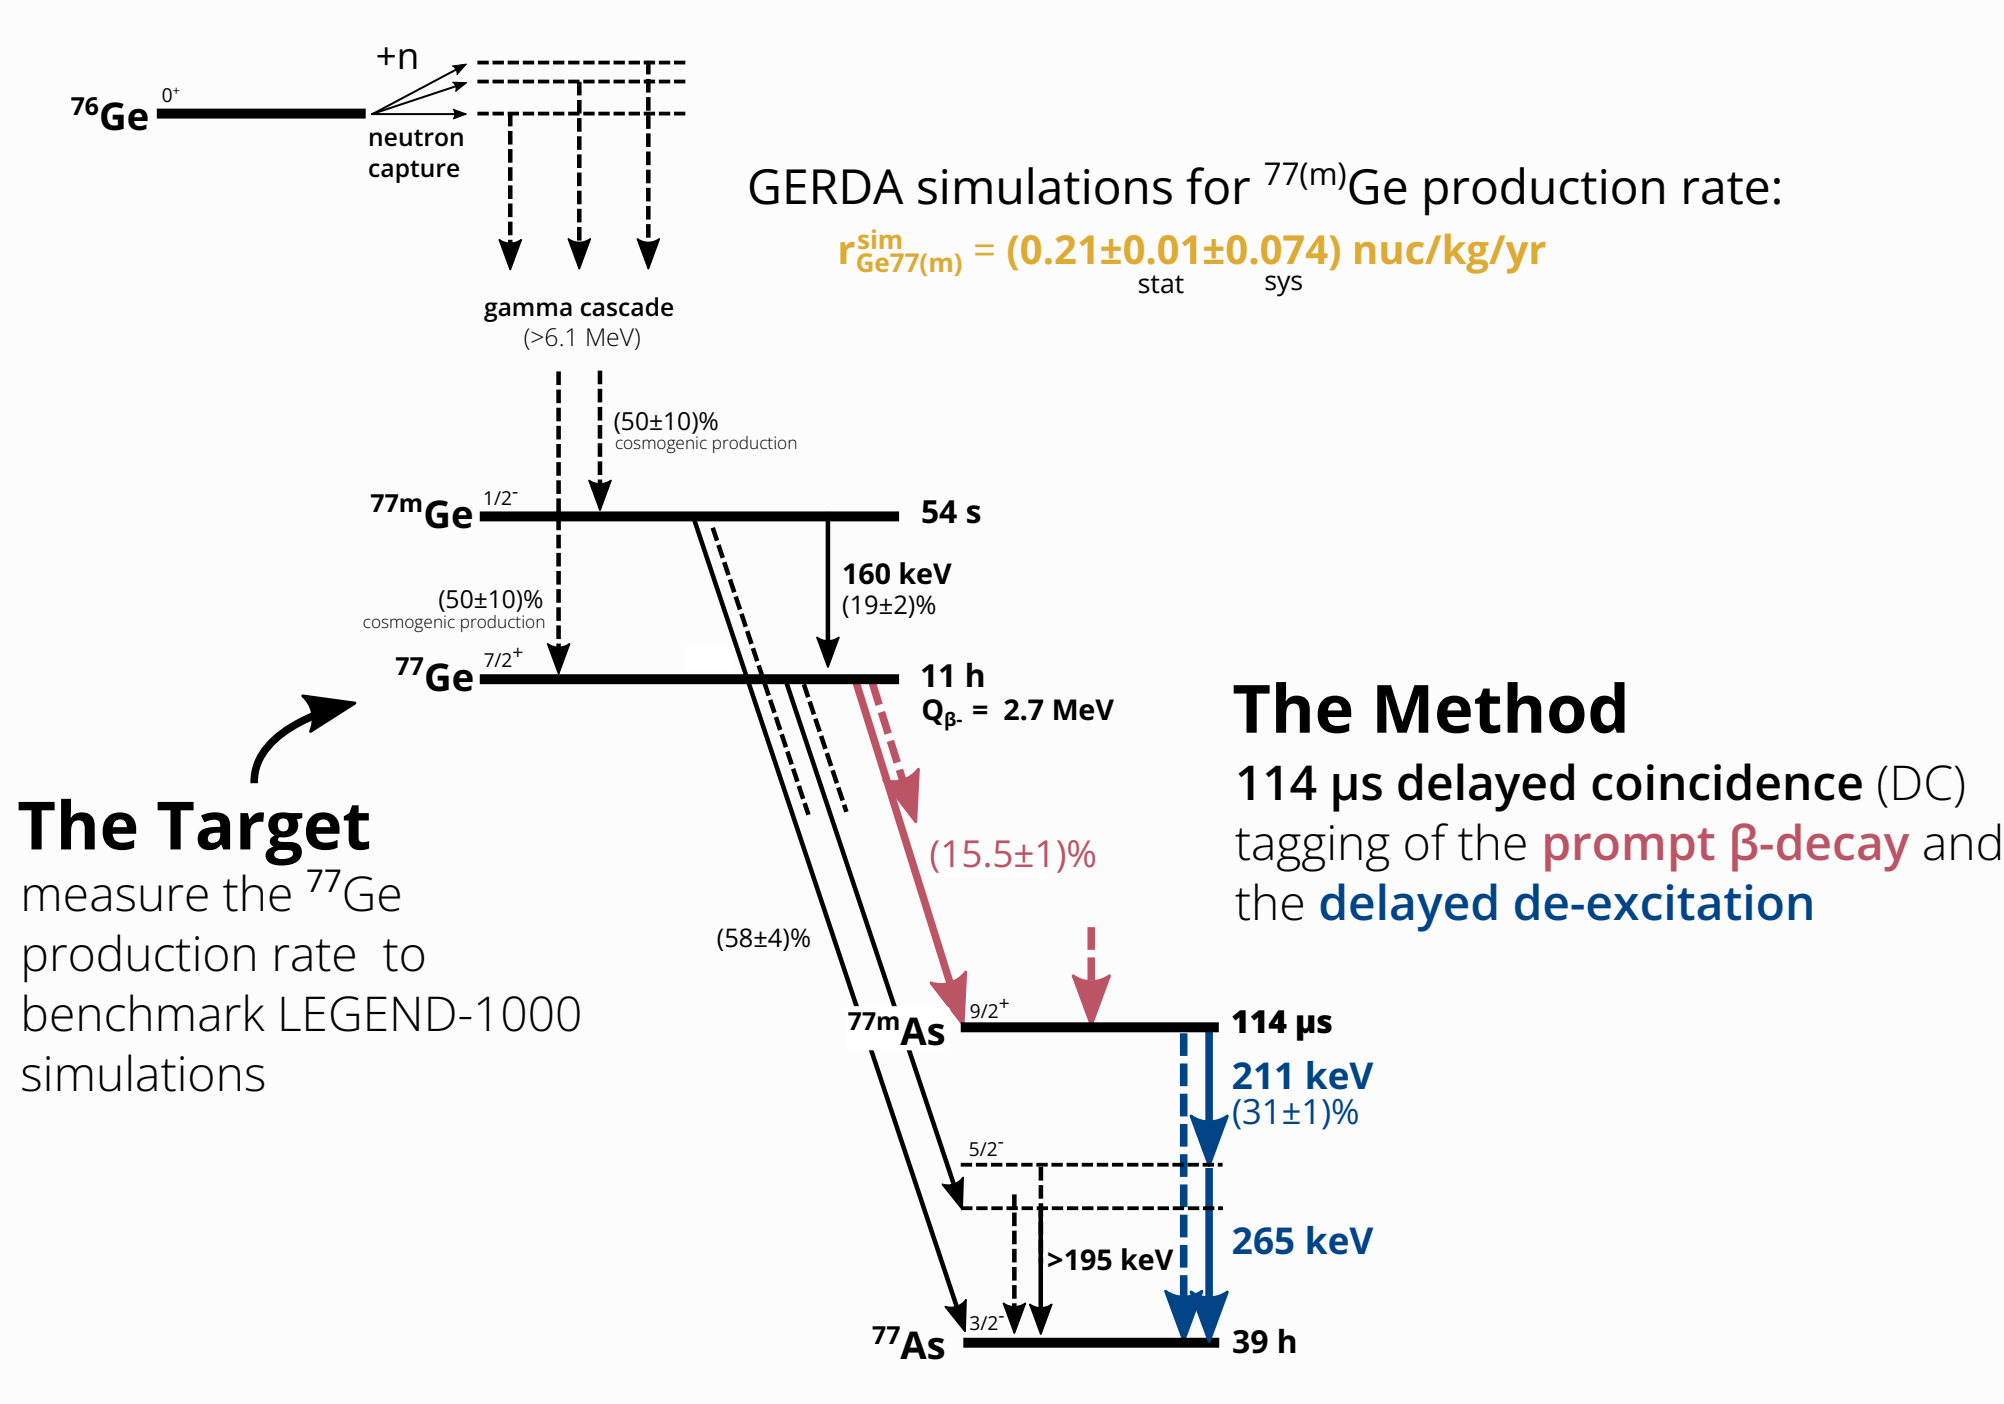 +n
⁷⁶Ge 0⁺
neutron
capture
GERDA simulations for ⁷⁷⁽ᵐ⁾Ge production rate:
r^sim_Ge77(m) = (0.21±0.01±0.074) nuc/kg/yr
stat sys
gamma cascade
(>6.1 MeV)
(50±10)%
cosmogenic production
⁷⁷ᵐGe 1/2⁻ 54 s
160 keV
(19±2)%
(50±10)%
cosmogenic production
⁷⁷Ge 7/2⁺ 11 h
Qβ- = 2.7 MeV
The Target
measure the ⁷⁷Ge
production rate to
benchmark LEGEND-1000
simulations
The Method
114 µs delayed coincidence (DC)
tagging of the prompt β-decay and
the delayed de-excitation
(15.5±1)%
(58±4)%
⁷⁷ᵐAs 9/2⁺ 114 µs
211 keV
(31±1)%
5/2⁻
265 keV
>195 keV
⁷⁷As 3/2⁻ 39 h